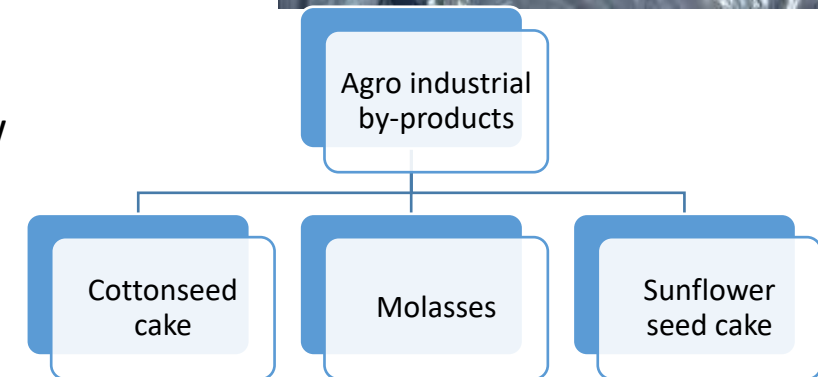 Agro industrial
by-products
Cottonseed
cake
Molasses
Sunflower
seed cake